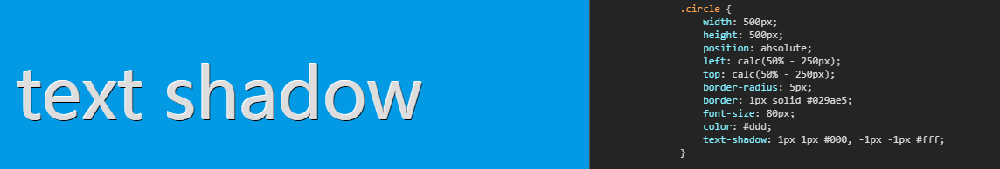 text shadow
.circle {
width: 500px;
height: 500px;
position: absolute;
left: calc(50% - 250px);
top: calc(50% - 250px);
border-radius: 5px;
border: 1px solid #029ae5;
font-size: 80px;
color: #ddd;
text-shadow: 1px 1px #000, -1px -1px #fff;
}